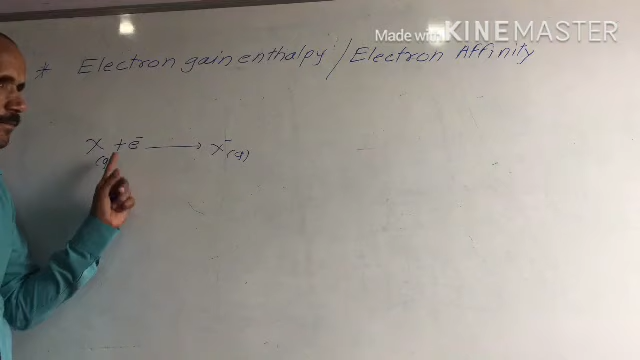 Made with KINEMASTER
* Electron gain enthalpy / Electron Affinity
X(g) + e⁻ ⟶ X⁻(g)